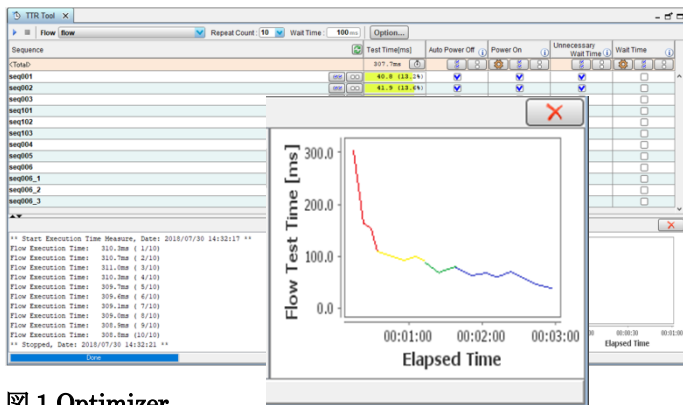 TTR Tool
Flow flow Repeat Count: 10 Wait Time: 100 ms Option...
Sequence Test Time[ms] Auto Power Off Power On Unnecessary Wait Time Wait Time
<Total> 307.7ms
seq001 40.8 (13.2%)
seq002 41.9 (13.6%)
seq003
seq101
seq102
seq103
seq004
seq005
seq006
seq006_1
seq006_2
seq006_3
** Start Execution Time Measure, Date: 2018/07/30 14:32:17 **
Flow Execution Time: 310.3ms ( 1/10)
Flow Execution Time: 310.7ms ( 2/10)
Flow Execution Time: 311.0ms ( 3/10)
Flow Execution Time: 310.3ms ( 4/10)
Flow Execution Time: 309.7ms ( 5/10)
Flow Execution Time: 309.6ms ( 6/10)
Flow Execution Time: 309.1ms ( 7/10)
Flow Execution Time: 309.0ms ( 8/10)
Flow Execution Time: 308.9ms ( 9/10)
Flow Execution Time: 308.8ms (10/10)
** Stopped, Date: 2018/07/30 14:32:21 **
Done
Flow Test Time [ms]
300.0
200.0
100.0
0.0
00:01:00 00:02:00 00:03:00
Elapsed Time
00:00:30 00:01:00
Elapsed Time
図 1 Optimizer